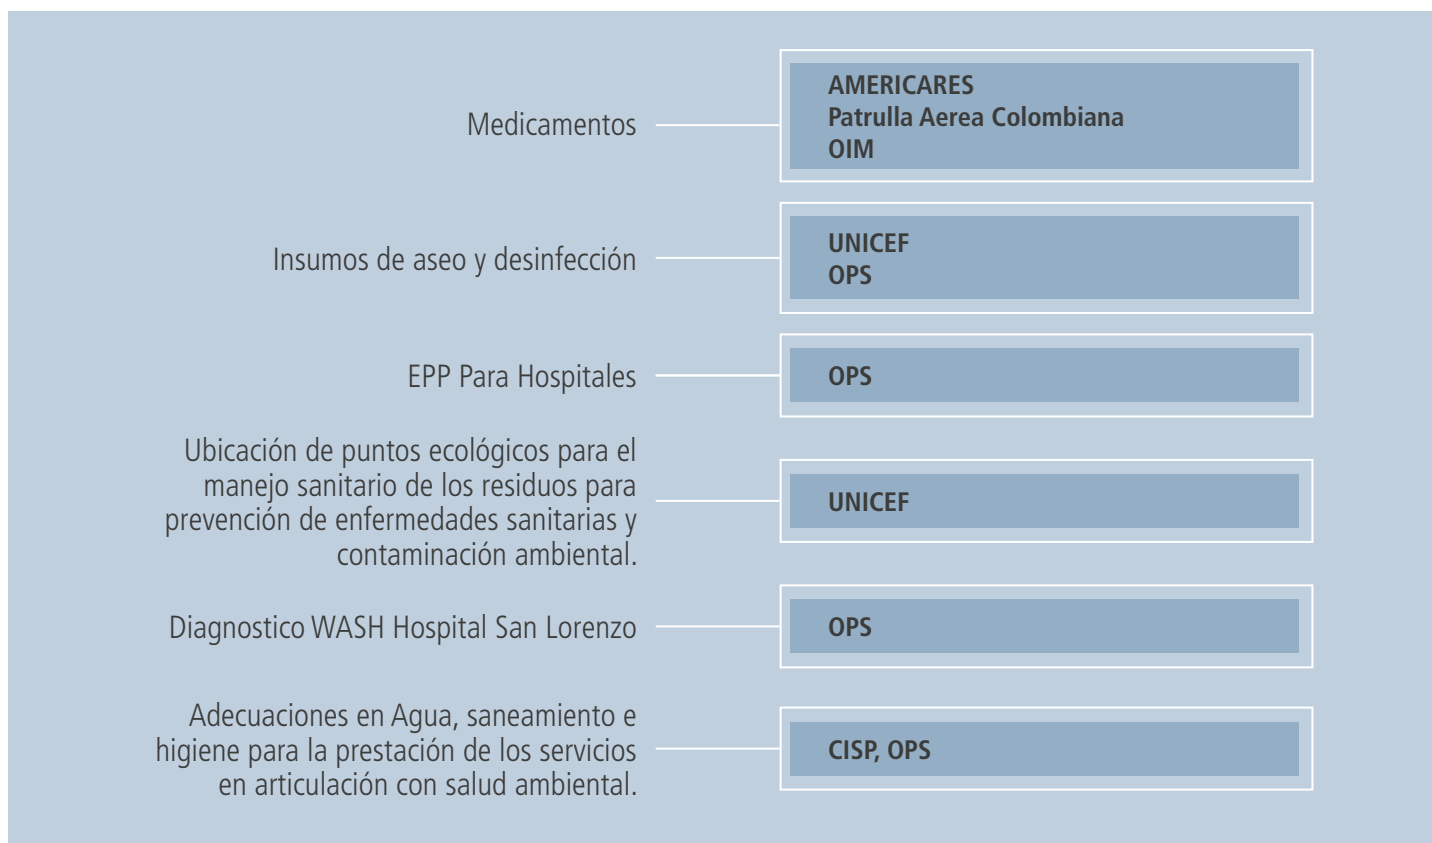 Medicamentos
AMERICARES
Patrulla Aerea Colombiana
OIM
Insumos de aseo y desinfección
UNICEF
OPS
EPP Para Hospitales
OPS
Ubicación de puntos ecológicos para el
manejo sanitario de los residuos para
prevención de enfermedades sanitarias y
contaminación ambiental.
UNICEF
Diagnostico WASH Hospital San Lorenzo
OPS
Adecuaciones en Agua, saneamiento e
higiene para la prestación de los servicios
en articulación con salud ambiental.
CISP, OPS